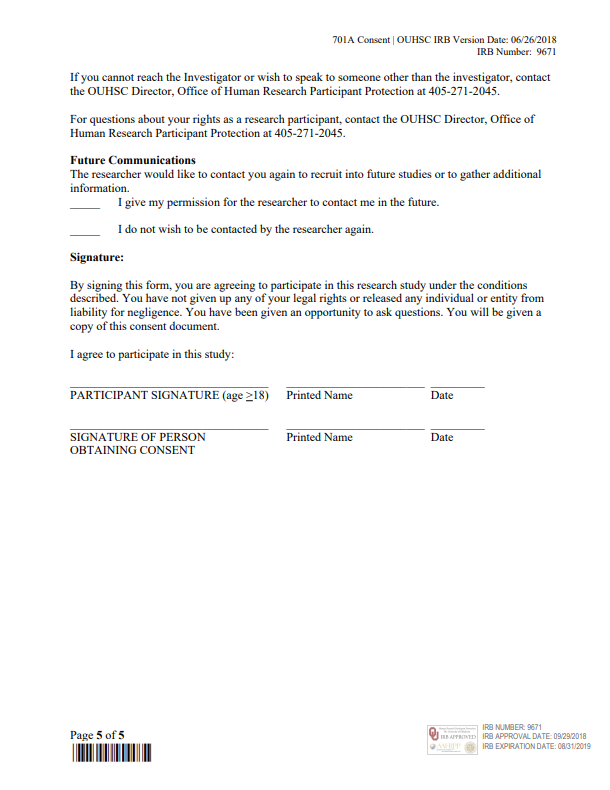 701A Consent | OUHSC IRB Version Date: 06/26/2018
IRB Number: 9671
If you cannot reach the Investigator or wish to speak to someone other than the investigator, contact
the OUHSC Director, Office of Human Research Participant Protection at 405-271-2045.
For questions about your rights as a research participant, contact the OUHSC Director, Office of
Human Research Participant Protection at 405-271-2045.
Future Communications
The researcher would like to contact you again to recruit into future studies or to gather additional
information.
_____ I give my permission for the researcher to contact me in the future.
_____ I do not wish to be contacted by the researcher again.
Signature:
By signing this form, you are agreeing to participate in this research study under the conditions
described. You have not given up any of your legal rights or released any individual or entity from
liability for negligence. You have been given an opportunity to ask questions. You will be given a
copy of this consent document.
I agree to participate in this study:
PARTICIPANT SIGNATURE (age ≥18) Printed Name Date
SIGNATURE OF PERSON Printed Name Date
OBTAINING CONSENT
Page 5 of 5
IRB APPROVED
IRB NUMBER: 9671
IRB APPROVAL DATE: 09/29/2018
IRB EXPIRATION DATE: 08/31/2019